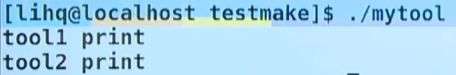 [lihq@localhost testmake]$ ./mytool
tool1 print
tool2 print